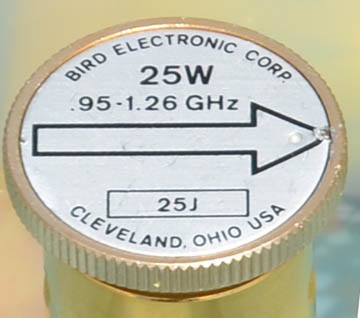 BIRD ELECTRONIC CORP.
25W
.95-1.26 GHz
25J
CLEVELAND, OHIO USA